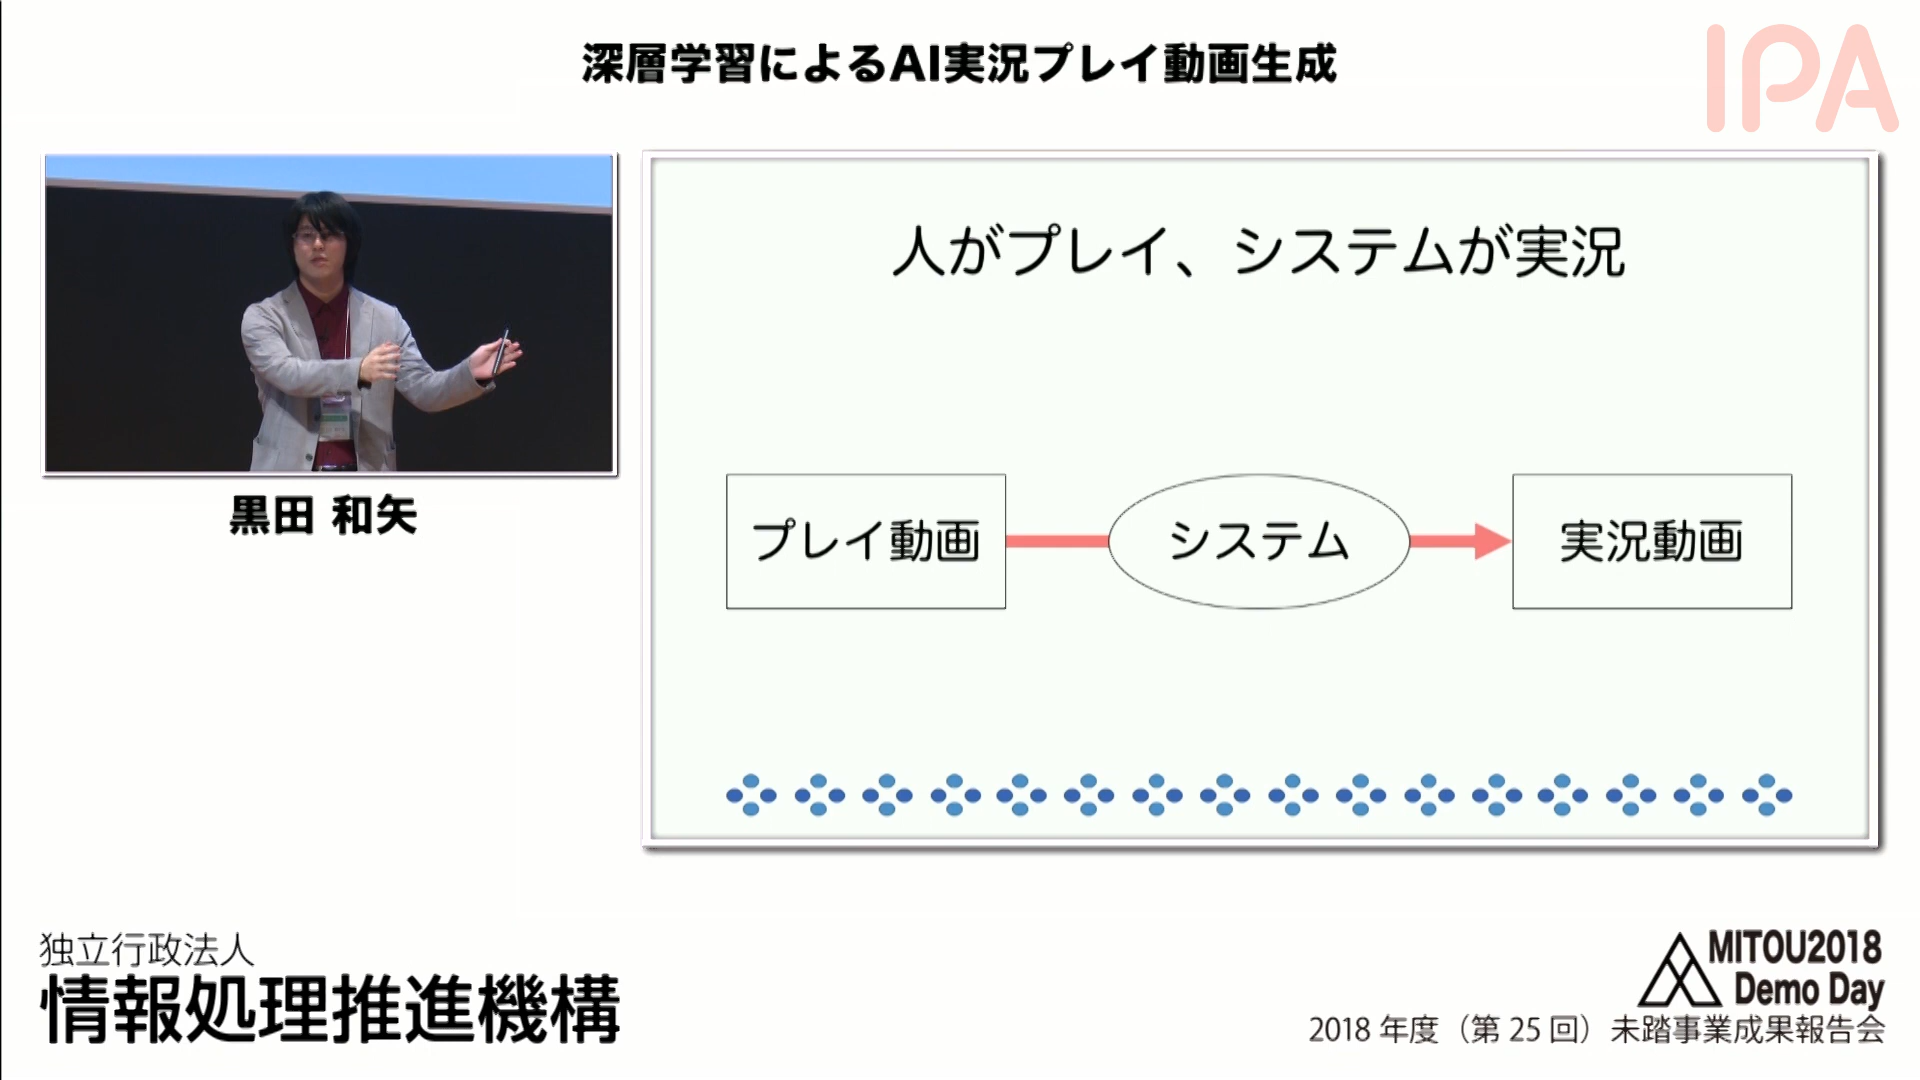 深層学習によるAI実況プレイ動画生成
IPA
人がプレイ、システムが実況
プレイ動画
システム
実況動画
黒田 和矢
独立行政法人
情報処理推進機構
MITOU2018
Demo Day
2018 年度（第 25 回）未踏事業成果報告会